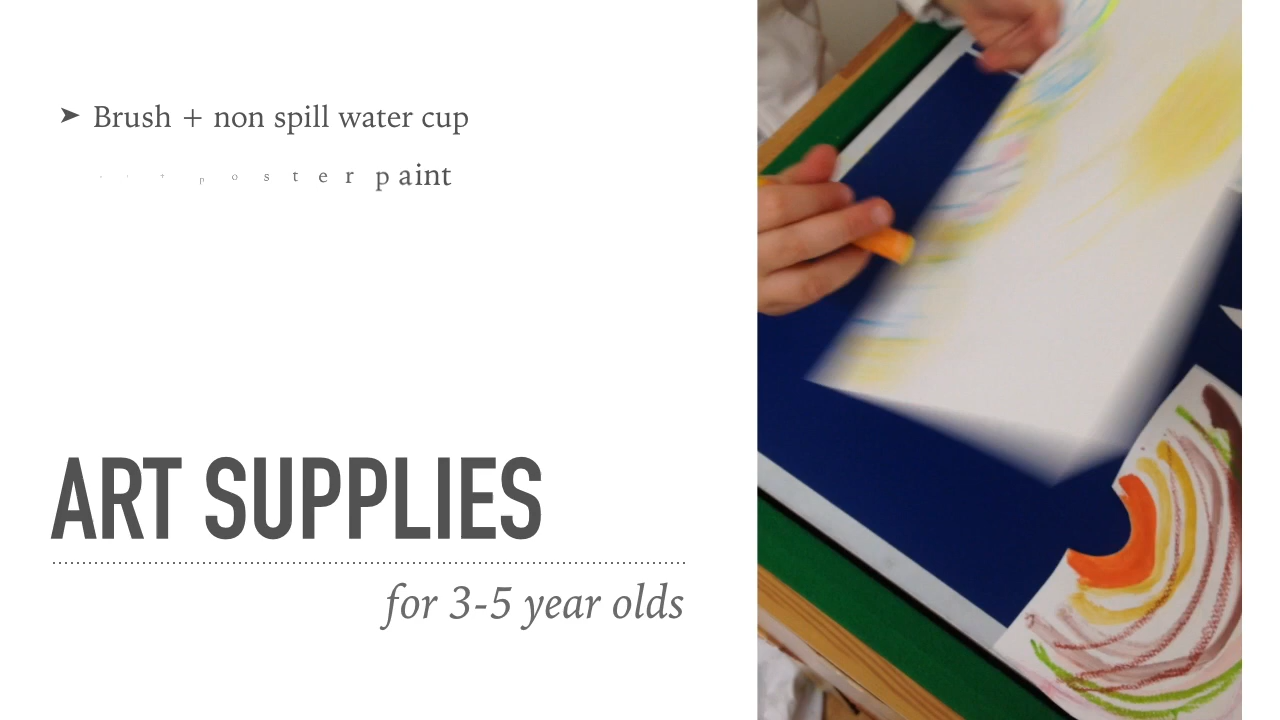 ➤ Brush + non spill water cup
+ poster paint
ART SUPPLIES
for 3-5 year olds